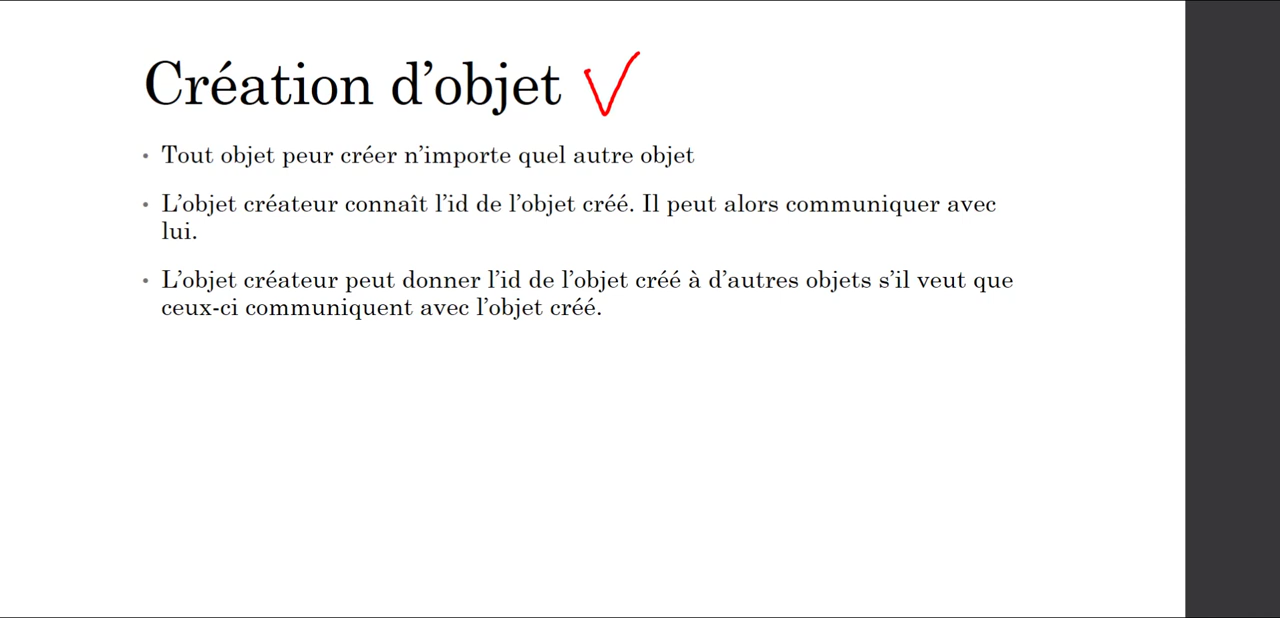 Création d’objet
• Tout objet peur créer n’importe quel autre objet
• L’objet créateur connaît l’id de l’objet créé. Il peut alors communiquer avec
lui.
• L’objet créateur peut donner l’id de l’objet créé à d’autres objets s’il veut que
ceux-ci communiquent avec l’objet créé.